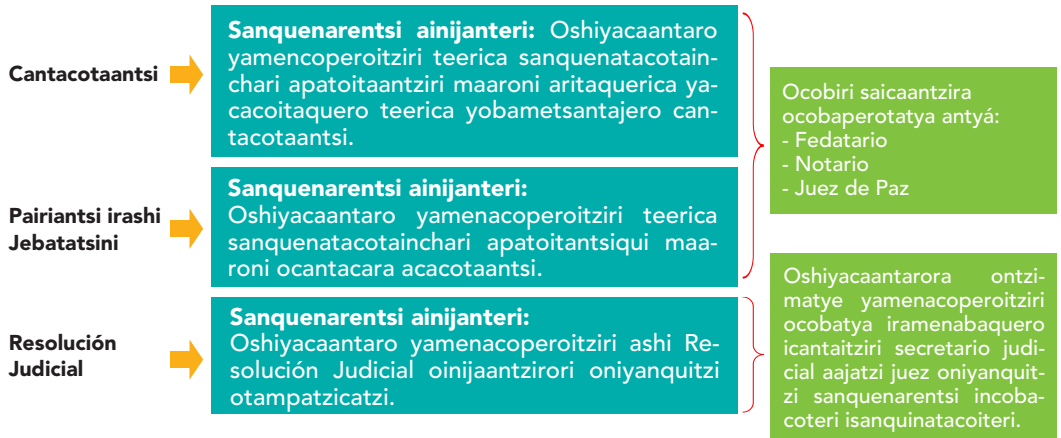 Cantacotaantsi
Sanquenarentsi ainijanteri: Oshiyacaantaro
yamencoperoitziri teerica sanquenatacotain-
chari apatoitaantziri maaroni aritaquerica ya-
cacoitaquero teerica yobametsantajero can-
tacotaantsi.
Pairiantsi irashi
Jebatatsini
Sanquenarentsi ainijanteri:
Oshiyacaantaro yamenacoperoitziri teerica
sanquenatacotainchari apatoitantsiqui maa-
roni ocantacara acacotaantsi.
Ocobiri saicaantzira
ocobaperotatya antyá:
- Fedatario
- Notario
- Juez de Paz
Resolución
Judicial
Sanquenarentsi ainijanteri:
Oshiyacaantaro yamenacoperoitziri ashi Re-
solución Judicial oinijaantzirori oniyanquitzi
otampatzicatzi.
Oshiyacaantarora ontzi-
matye yamenacoperoitziri
ocobatya iramenabaquero
icantaitziri secretario judi-
cial aajatzi juez oniyanquit-
zi sanquenarentsi incoba-
coteri isanquinatacoiteri.